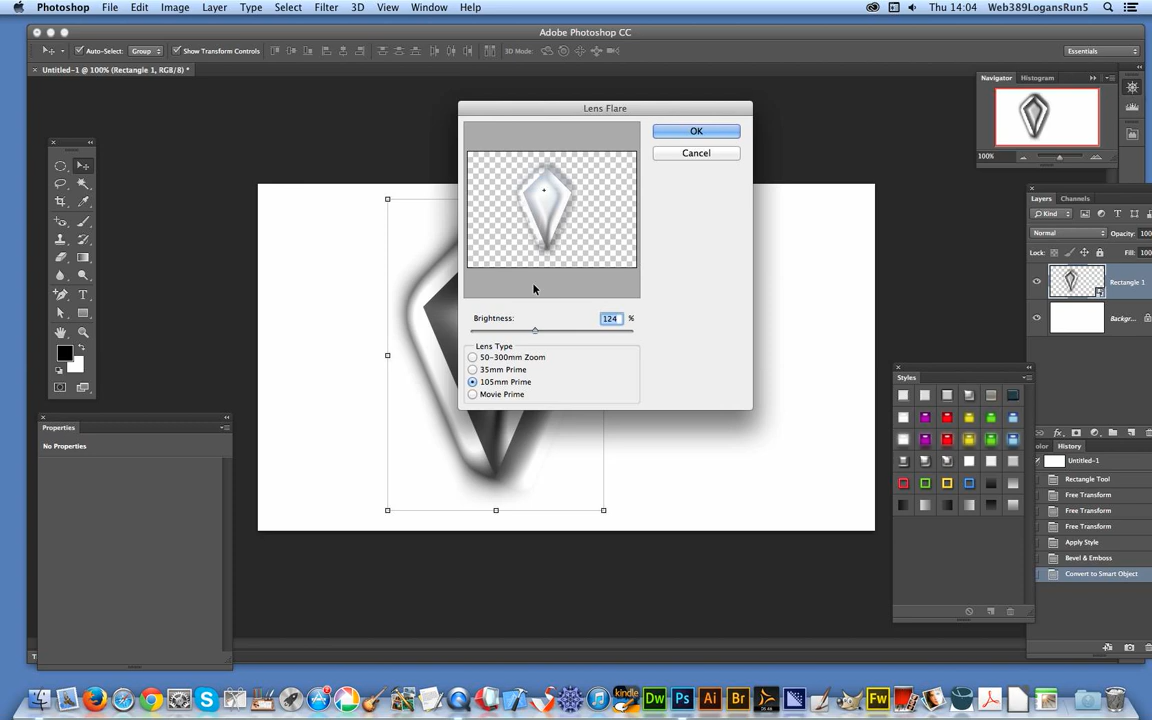 Photoshop File Edit Image Layer Type Select Filter 3D View Window Help Thu 14:04 Web389LogansRun5
Adobe Photoshop CC
Auto-Select: Group Show Transform Controls 3D Mode: Essentials
Untitled-1 @ 100% (Rectangle 1, RGB/8) *
Navigator Histogram
100%
Lens Flare
OK
Cancel
Brightness: 124 %
Lens Type
50-300mm Zoom
35mm Prime
105mm Prime
Movie Prime
Layers Channels
Kind
Normal Opacity: 100
Lock: Fill: 100
Rectangle 1
Backgr...
Styles
Properties
No Properties
olor History
Untitled-1
Rectangle Tool
Free Transform
Free Transform
Free Transform
Apply Style
Bevel & Emboss
Convert to Smart Object
kindle
Dw Ps Ai Br Fw